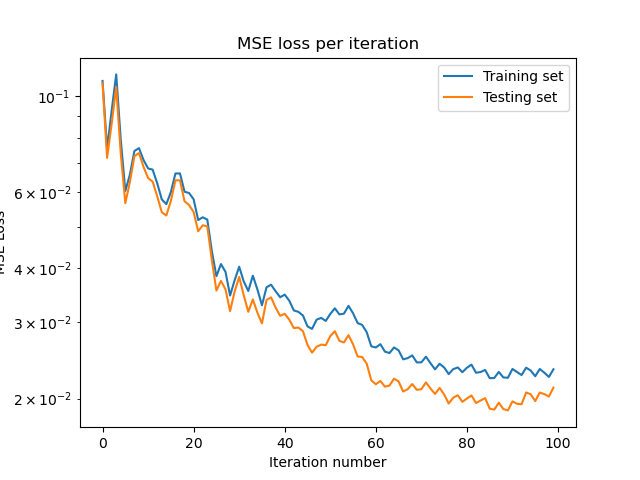 MSE loss per iteration
Training set
Testing set
10⁻¹
6 × 10⁻²
4 × 10⁻²
3 × 10⁻²
2 × 10⁻²
MSE Loss
0 20 40 60 80 100
Iteration number